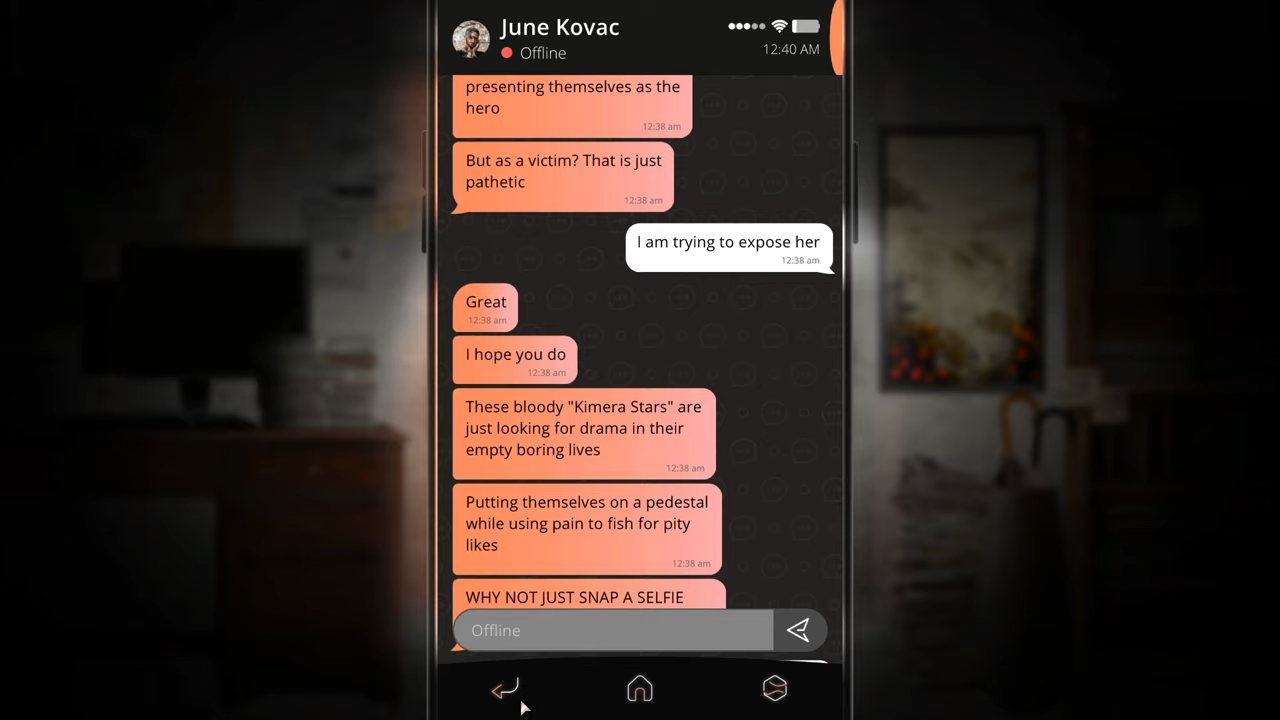 June Kovac
Offline
12:40 AM
presenting themselves as the
hero
12:38 am
But as a victim? That is just
pathetic
12:38 am
I am trying to expose her
12:38 am
Great
12:38 am
I hope you do
12:38 am
These bloody "Kimera Stars" are
just looking for drama in their
empty boring lives
12:38 am
Putting themselves on a pedestal
while using pain to fish for pity
likes
12:38 am
WHY NOT JUST SNAP A SELFIE
Offline